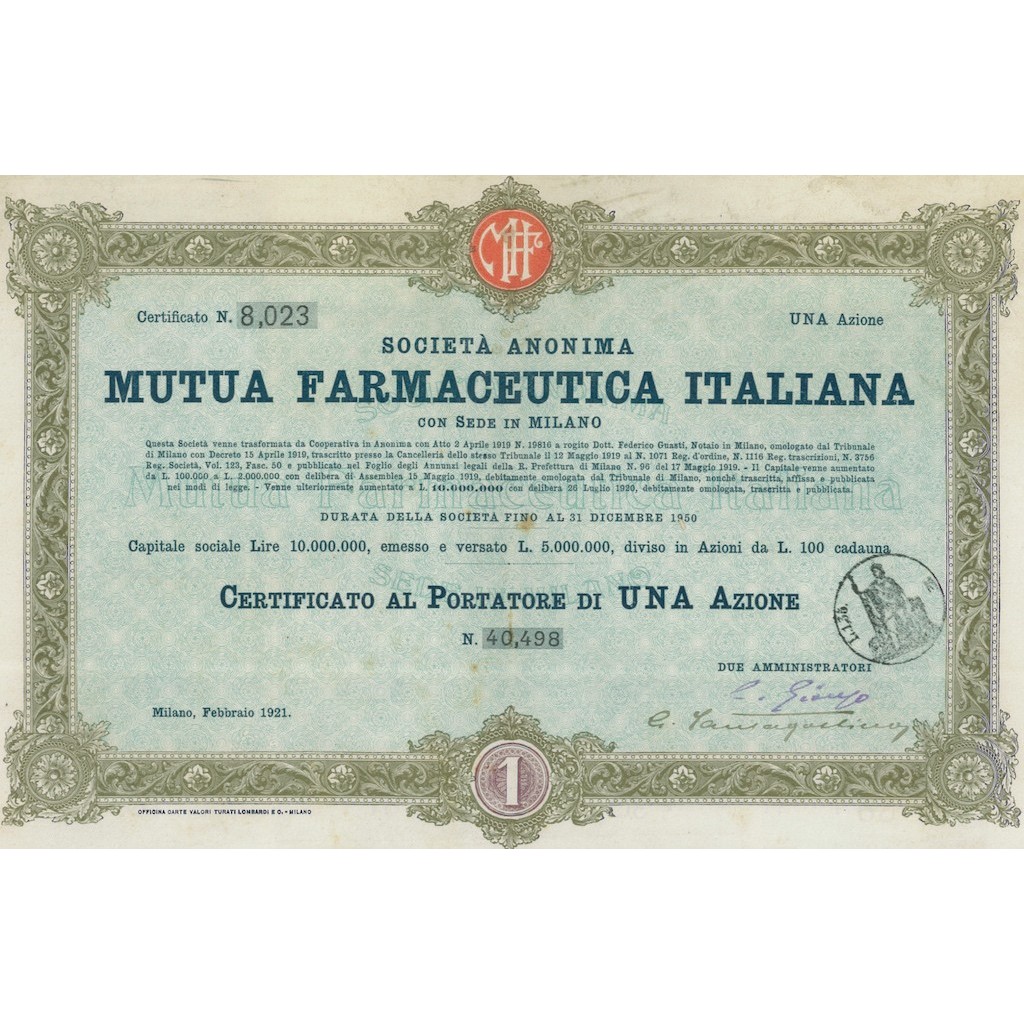 MFI
Certificato N. 8,023
UNA Azione
SOCIETÀ ANONIMA
MUTUA FARMACEUTICA ITALIANA
CON SEDE IN MILANO
Questa Società venne trasformata da Cooperativa in Anonima con Atto 2 Aprile 1919 N. 19816 a rogito Dott. Federico Guasti, Notaio in Milano, omologato dal Tribunale
di Milano con Decreto 15 Aprile 1919, trascritto presso la Cancelleria dello stesso Tribunale il 12 Maggio 1919 al N. 1071 Reg. d'ordine, N. 1116 Reg. trascrizioni, N. 3756
Reg. Società, Vol. 123, Fasc. 50 e pubblicato nel Foglio degli Annunzi legali della R. Prefettura di Milano N. 96 del 17 Maggio 1919. - Il Capitale venne aumentato
da L. 100.000 a L. 2.000.000 con delibera di Assemblea 15 Maggio 1919, debitamente omologata dal Tribunale di Milano, nonchè trascritta, affissa e pubblicata
nei modi di legge. - Venne ulteriormente aumentato a L. 10.000.000 con delibera 26 Luglio 1920, debitamente omologata, trascritta e pubblicata.
Mutua Farmaceutica Italiana
DURATA DELLA SOCIETÀ FINO AL 31 DICEMBRE 1950
Capitale sociale Lire 10.000.000, emesso e versato L. 5.000.000, diviso in Azioni da L. 100 cadauna
SEDE IN MILANO
CERTIFICATO AL PORTATORE DI UNA AZIONE
N. 40,498
DUE AMMINISTRATORI
Milano, Febbraio 1921.
1
OFFICINA CARTE VALORI TURATI LOMBARDI E C. - MILANO